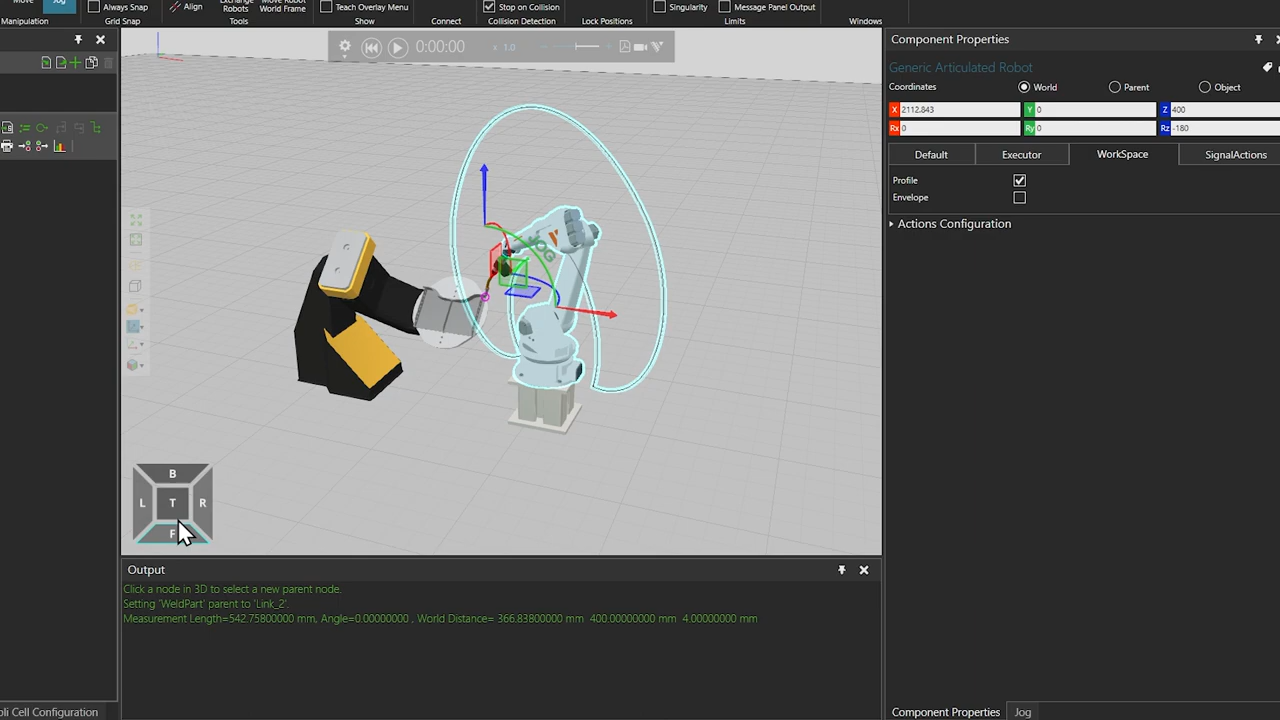 Move Jog Always Snap Align Exchange Robots Move Robot World Frame Teach Overlay Menu Stop on Collision Singularity Message Panel Output
Manipulation Grid Snap Tools Show Connect Collision Detection Lock Positions Limits Windows
0:00:00 x 1.0
Component Properties
Generic Articulated Robot
Coordinates World Parent Object
X 2112.843 Y 0 Z 400
Rx 0 Ry 0 Rz -180
Default Executor WorkSpace SignalActions
Profile
Envelope
Actions Configuration
B
L T R
F
Output
Click a node in 3D to select a new parent node.
Setting 'WeldPart' parent to 'Link_2'.
Measurement Length=542.75800000 mm, Angle=0.00000000 , World Distance= 366.83800000 mm 400.00000000 mm 4.00000000 mm
Cell Configuration
Component Properties Jog